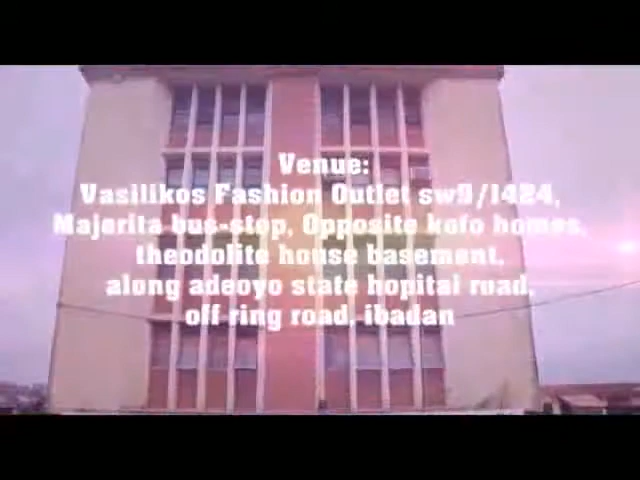 Venue:
Vasilikos Fashion Outlet sw9/1424,
Majerita bus-stop, Opposite kofo homes,
theodolite house basement,
along adeoyo state hopital road,
off ring road, ibadan